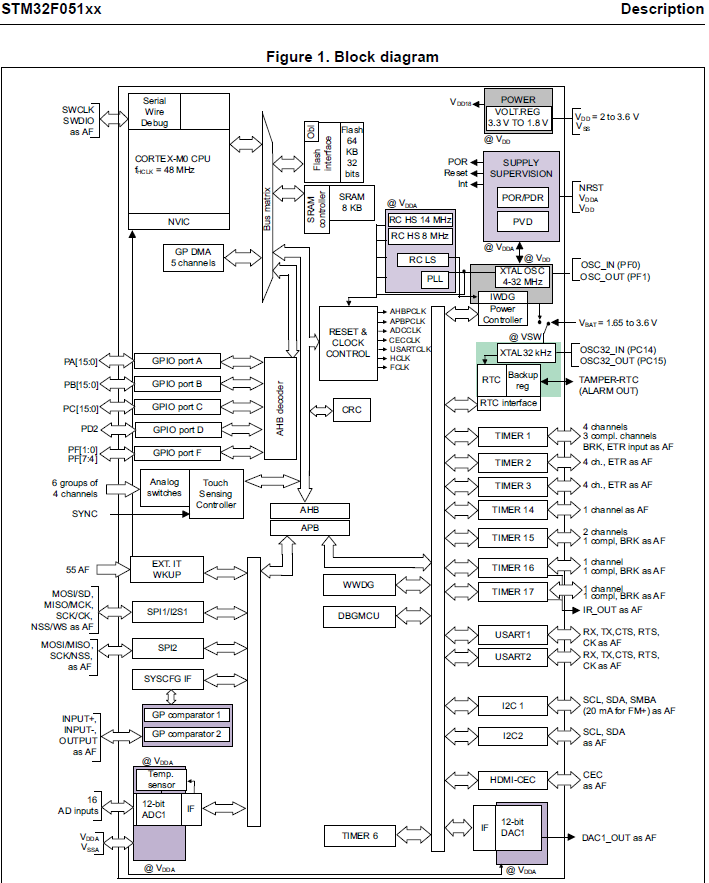 STM32F051xx
Description
Figure 1. Block diagram
SWCLK
SWDIO
as AF
Serial
Wire
Debug
CORTEX-M0 CPU
fHCLK = 48 MHz
NVIC
Bus matrix
Obl
Flash
interface
Flash
64
KB
32
bits
SRAM
controller
SRAM
8 KB
VDD18
POWER
VOLT.REG
3.3 V TO 1.8 V
@ VDD
VDD = 2 to 3.6 V
VSS
POR
Reset
Int
SUPPLY
SUPERVISION
POR/PDR
PVD
NRST
VDDA
VDD
@ VDDA
@ VDD
@ VDDA
RC HS 14 MHz
RC HS 8 MHz
RC LS
PLL
GP DMA
5 channels
XTAL OSC
4-32 MHz
OSC_IN (PF0)
OSC_OUT (PF1)
IWDG
Power
Controller
VBAT = 1.65 to 3.6 V
@ VSW
XTAL32 kHz
OSC32_IN (PC14)
OSC32_OUT (PC15)
RTC
Backup
reg
RTC interface
TAMPER-RTC
(ALARM OUT)
RESET &
CLOCK
CONTROL
AHBPCLK
APBPCLK
ADCCLK
CECCLK
USARTCLK
HCLK
FCLK
PA[15:0]
GPIO port A
PB[15:0]
GPIO port B
PC[15:0]
GPIO port C
PD2
GPIO port D
PF[1:0]
PF[7:4]
GPIO port F
AHB decoder
CRC
6 groups of
4 channels
SYNC
Analog
switches
Touch
Sensing
Controller
AHB
APB
TIMER 1
4 channels
3 compl. channels
BRK, ETR input as AF
TIMER 2
4 ch., ETR as AF
TIMER 3
4 ch., ETR as AF
TIMER 14
1 channel as AF
TIMER 15
2 channels
1 compl, BRK as AF
TIMER 16
1 channel
1 compl, BRK as AF
TIMER 17
1 channel
1 compl, BRK as AF
IR_OUT as AF
55 AF
EXT. IT
WKUP
WWDG
DBGMCU
MOSI/SD,
MISO/MCK,
SCK/CK,
NSS/WS as AF
SPI1/I2S1
MOSI/MISO,
SCK/NSS,
as AF
SPI2
SYSCFG IF
USART1
RX, TX,CTS, RTS,
CK as AF
USART2
RX, TX,CTS, RTS,
CK as AF
INPUT+,
INPUT-,
OUTPUT
as AF
GP comparator 1
GP comparator 2
@ VDDA
I2C 1
SCL, SDA, SMBA
(20 mA for FM+) as AF
I2C2
SCL, SDA
as AF
HDMI-CEC
CEC
as AF
Temp.
sensor
16
AD inputs
12-bit
ADC1
IF
VDDA
VSSA
@ VDDA
TIMER 6
IF
12-bit
DAC1
DAC1_OUT as AF
@ VDDA